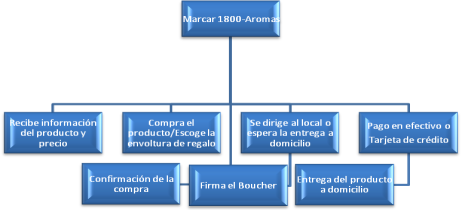 Marcar 1800-Aromas
Recibe información
del producto y
precio
Compra el
producto/Escoge la
envoltura de regalo
Se dirige al local o
espera la entrega a
domicilio
Pago en efectivo o
Tarjeta de crédito
Confirmación de la
compra
Firma el Boucher
Entrega del producto
a domicilio